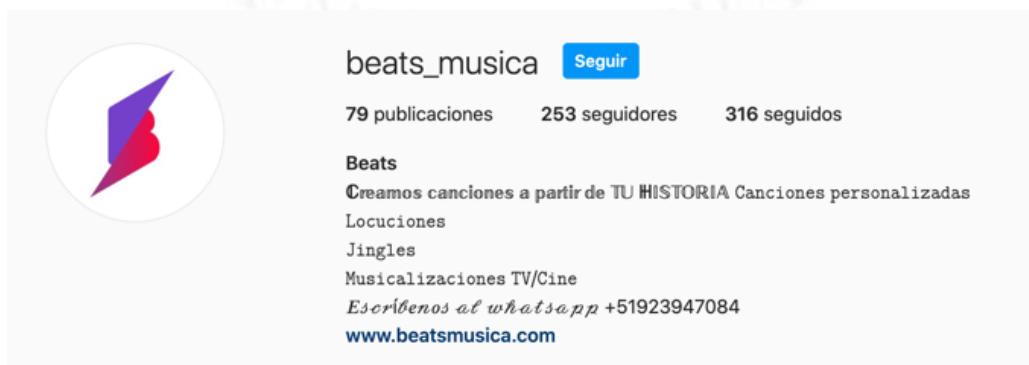 beats_musica Seguir
79 publicaciones 253 seguidores 316 seguidos
Beats
ℂreamos canciones a partir de 𝕋𝕌 ℍ𝕀𝕊𝕋𝕆ℝ𝕀𝔸 Canciones personalizadas
Locuciones
Jingles
Musicalizaciones TV/Cine
Escríbenos al whatsapp +51923947084
www.beatsmusica.com